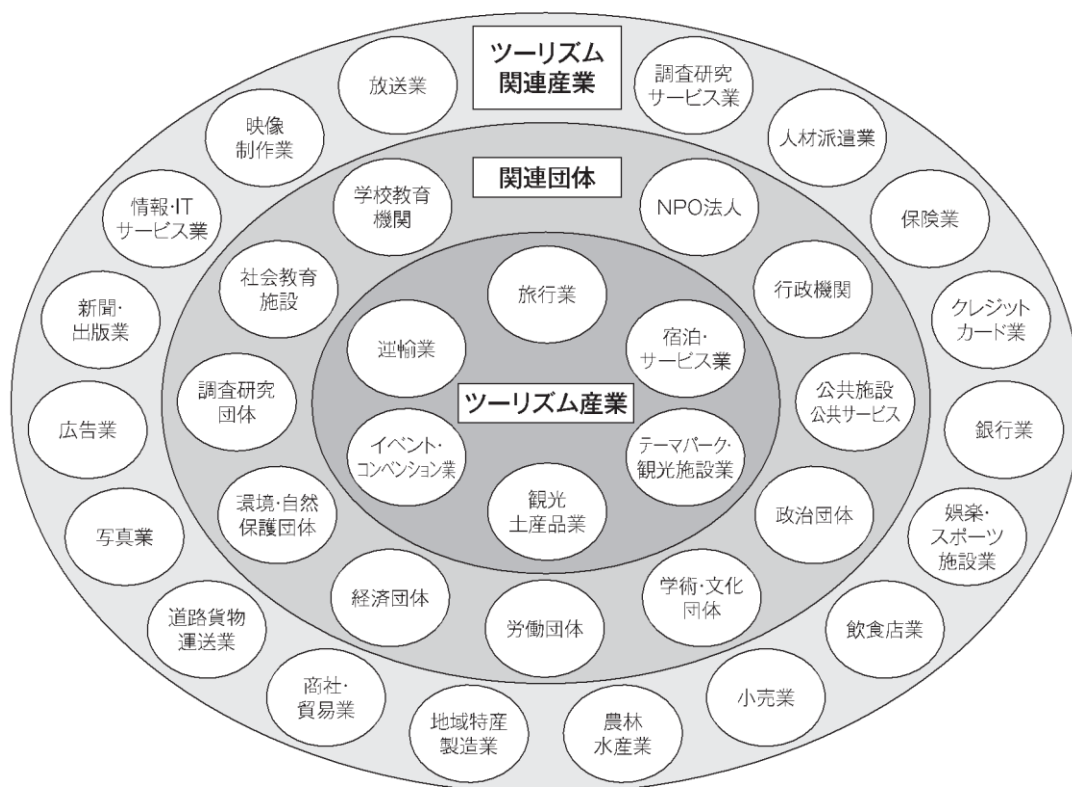 ツーリズム
関連産業
放送業
調査研究
サービス業
映像
制作業
人材派遣業
情報・IT
サービス業
保険業
新聞・
出版業
クレジット
カード業
広告業
銀行業
写真業
娯楽・
スポーツ
施設業
道路貨物
運送業
飲食店業
商社・
貿易業
小売業
地域特産
製造業
農林
水産業
関連団体
学校教育
機関
NPO法人
社会教育
施設
行政機関
調査研究
団体
公共施設
公共サービス
環境・自然
保護団体
政治団体
経済団体
学術・文化
団体
労働団体
ツーリズム産業
旅行業
運輸業
宿泊・
サービス業
イベント・
コンベンション業
テーマパーク・
観光施設業
観光
土産品業